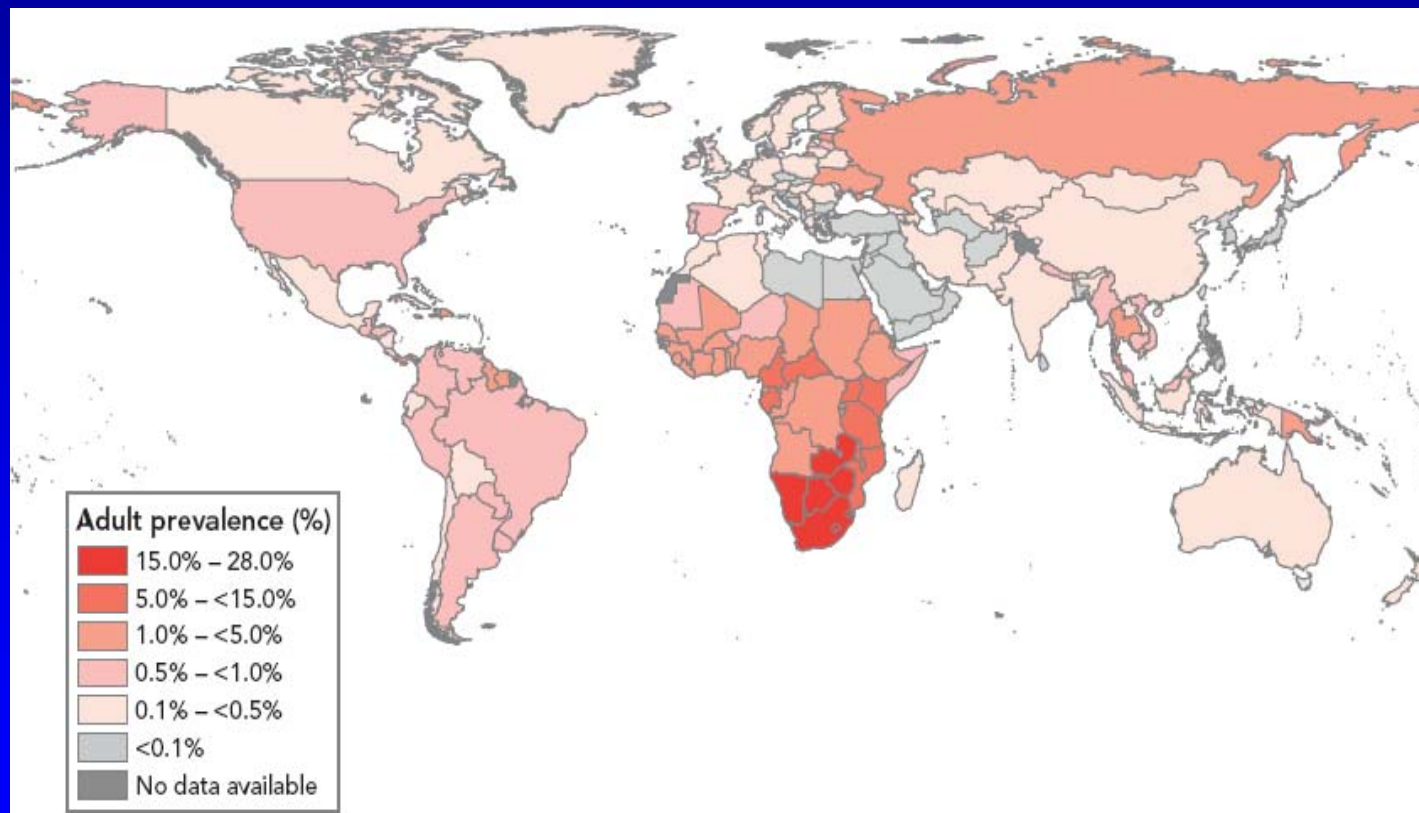 Adult prevalence (%)
15.0% – 28.0%
5.0% – <15.0%
1.0% – <5.0%
0.5% – <1.0%
0.1% – <0.5%
<0.1%
No data available